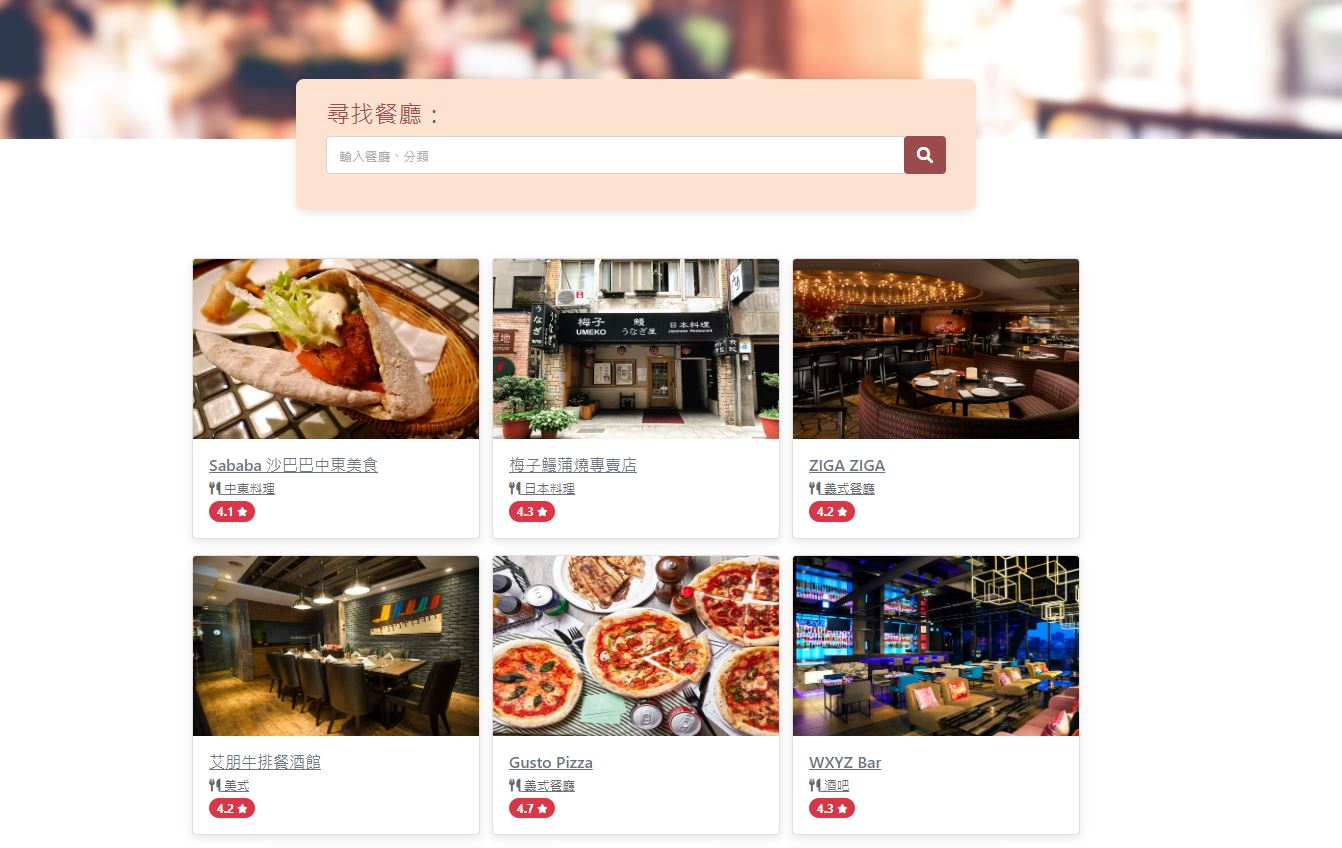 尋找餐廳：
輸入餐廳、分類
うなぎ
梅子 鰻 日本料理
UMEKO うなぎ屋 Japanese Restaurant
Sababa 沙巴巴中東美食
中東料理
4.1
梅子鰻蒲燒專賣店
日本料理
4.3
ZIGA ZIGA
義式餐廳
4.2
艾朋牛排餐酒館
美式
4.2
Gusto Pizza
義式餐廳
4.7
WXYZ Bar
酒吧
4.3